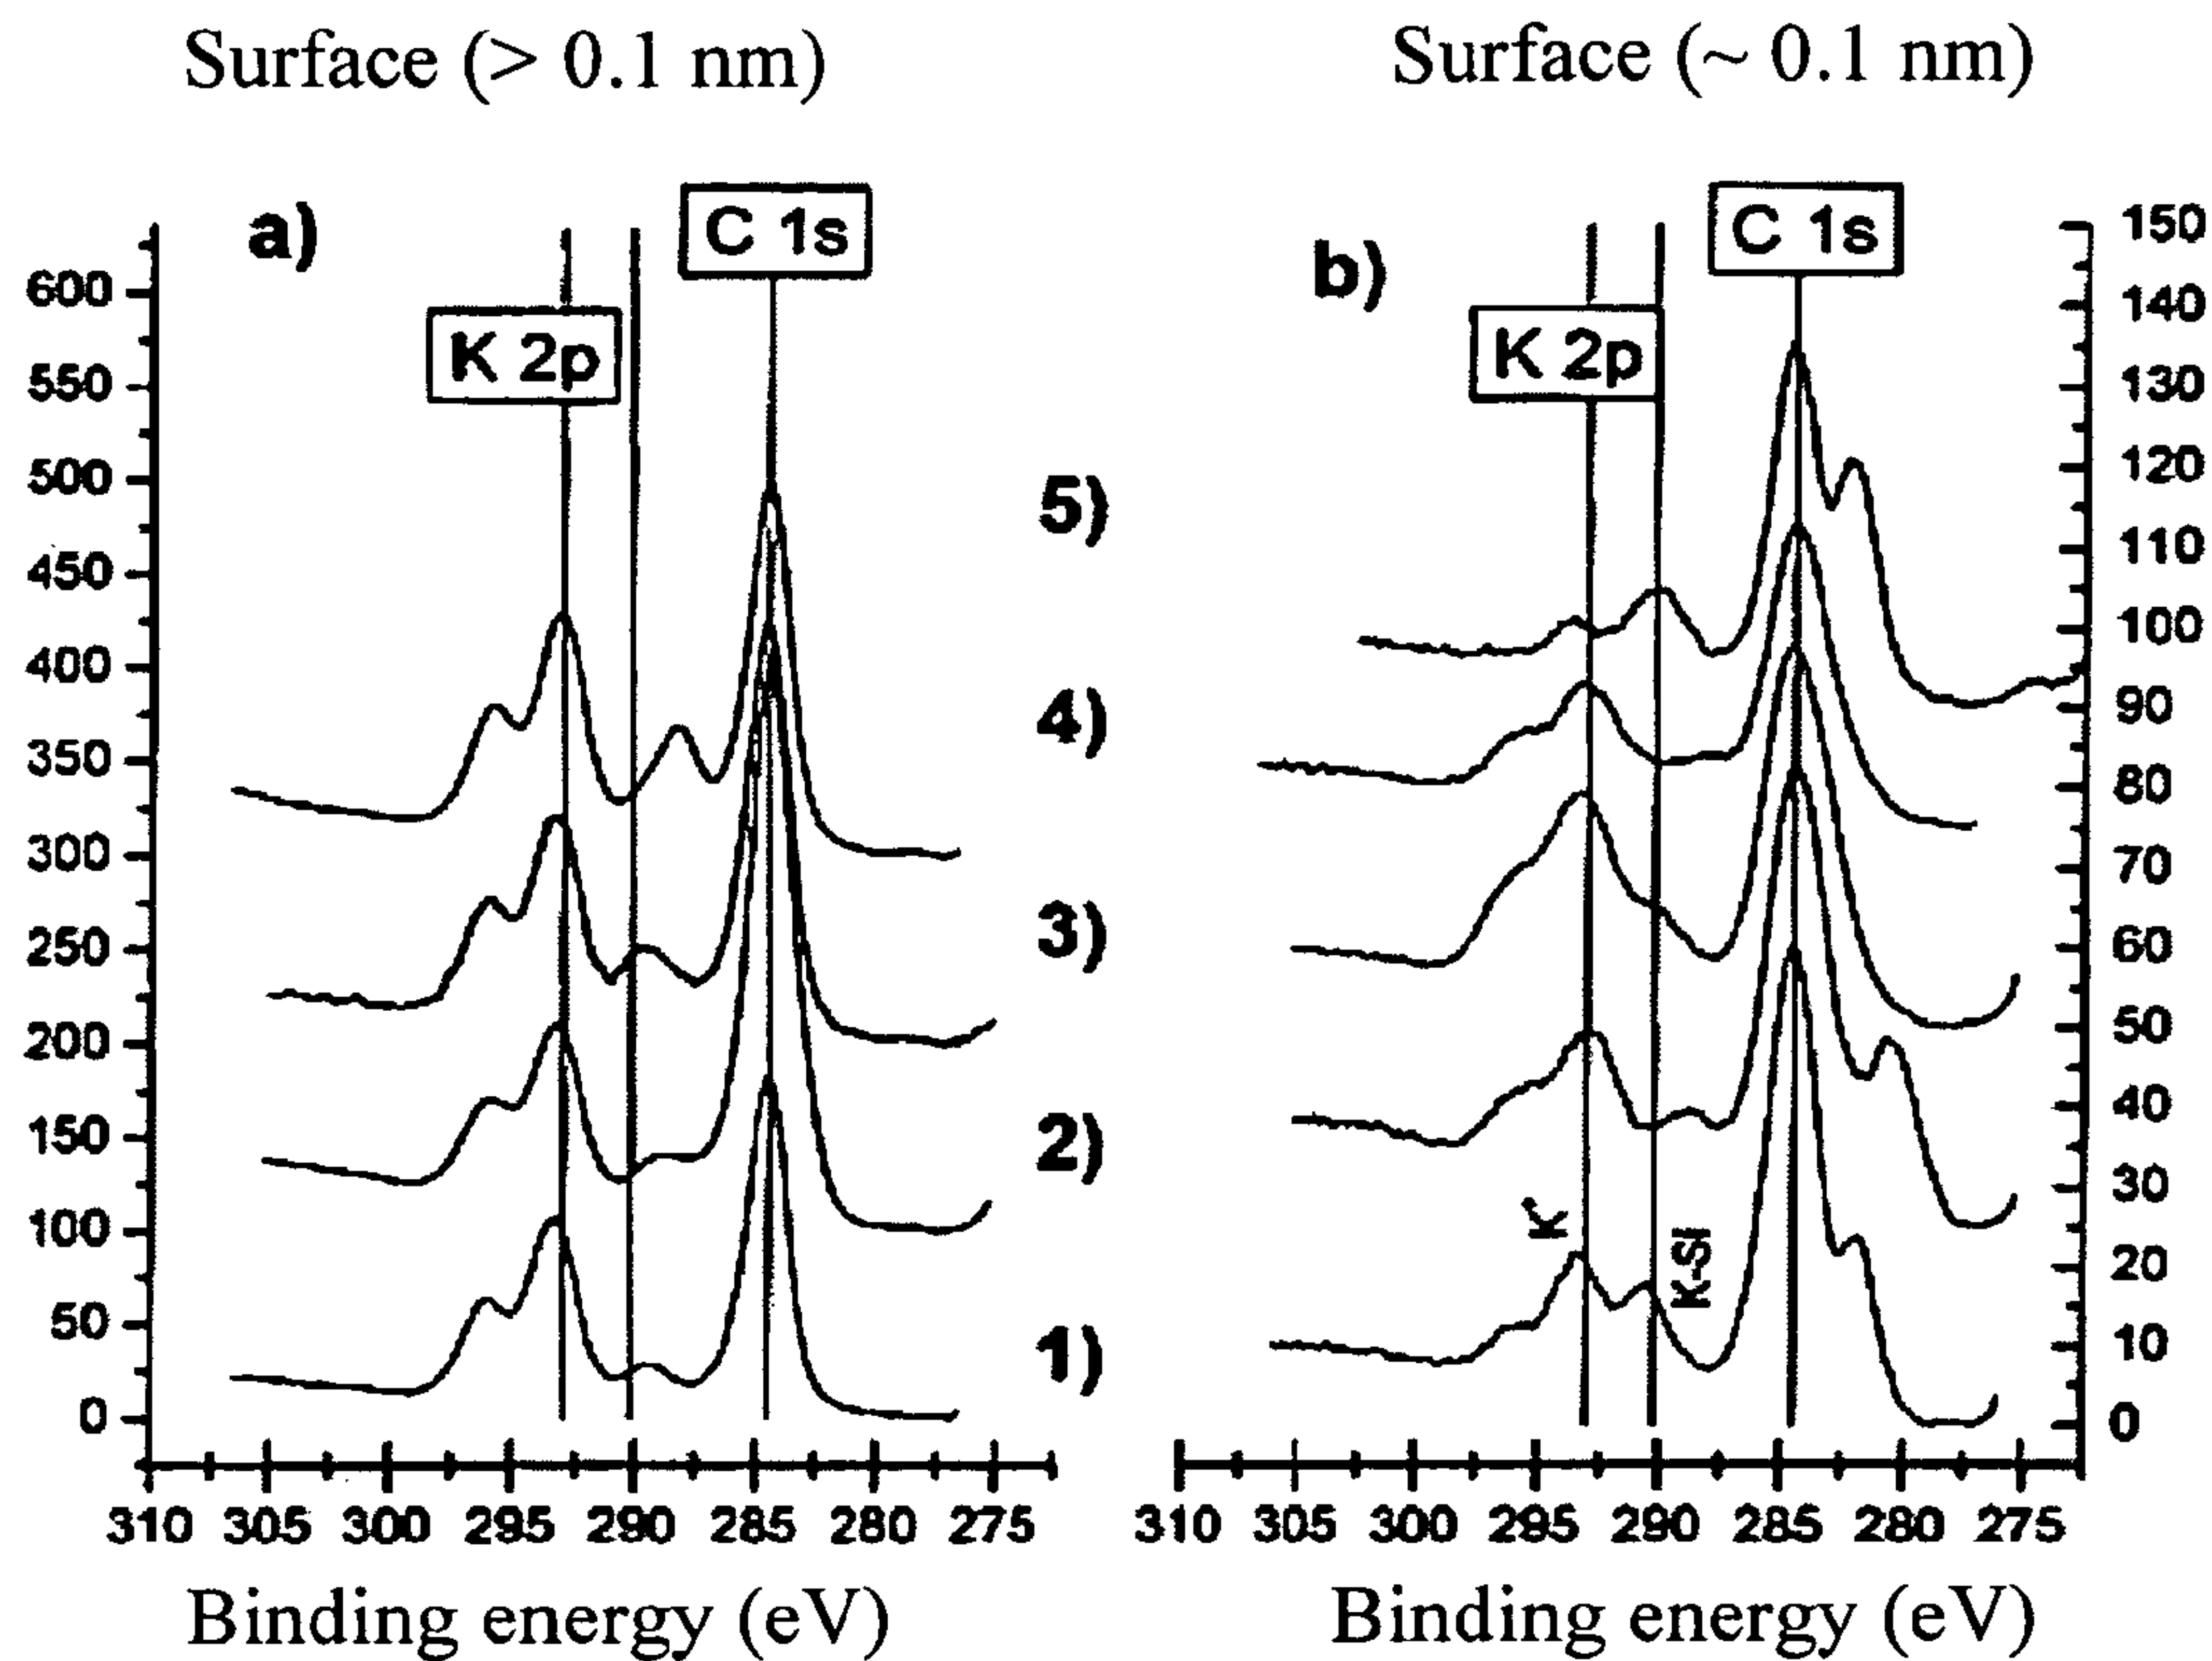 Surface (> 0.1 nm)
Surface (~ 0.1 nm)
a)
C 1s
K 2p
600
550
500
450
400
350
300
250
200
150
100
50
0
310 305 300 295 290 285 280 275
Binding energy (eV)
5)
4)
3)
2)
1)
b)
C 1s
K 2p
K
K-Si
150
140
130
120
110
100
90
80
70
60
50
40
30
20
10
0
310 305 300 295 290 285 280 275
Binding energy (eV)